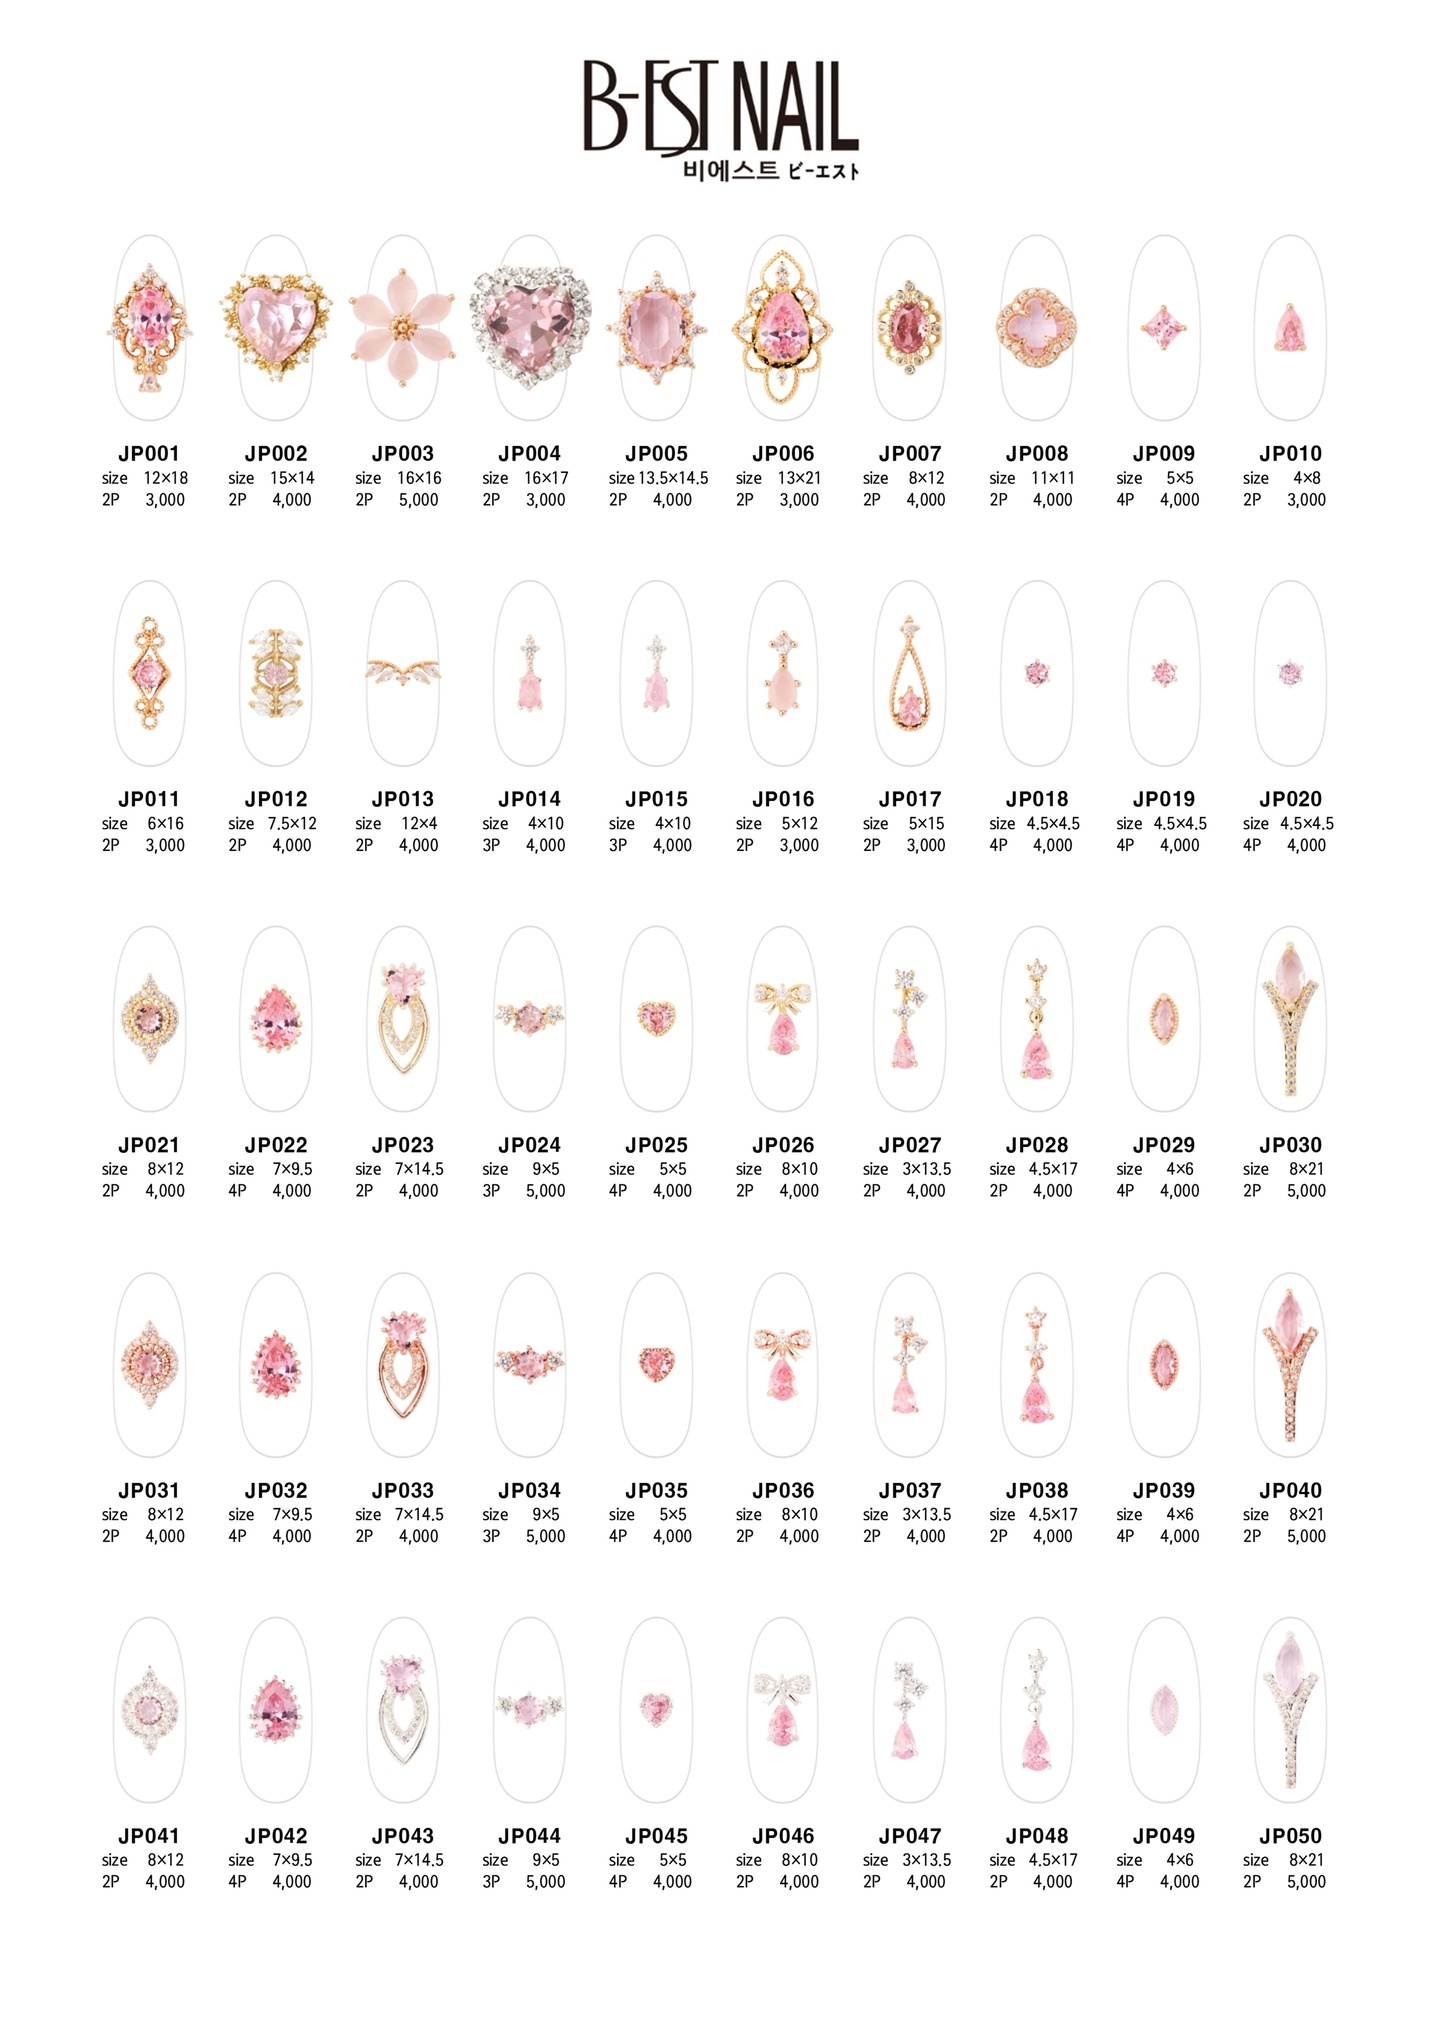 B-EST NAIL
비에스트 ビーエスト
JP001 JP002 JP003 JP004 JP005 JP006 JP007 JP008 JP009 JP010
size 12×18 size 15×14 size 16×16 size 16×17 size 13.5×14.5 size 13×21 size 8×12 size 11×11 size 5×5 size 4×8
2P 3,000 2P 4,000 2P 5,000 2P 3,000 2P 4,000 2P 3,000 2P 4,000 2P 4,000 4P 4,000 2P 3,000
JP011 JP012 JP013 JP014 JP015 JP016 JP017 JP018 JP019 JP020
size 6×16 size 7.5×12 size 12×4 size 4×10 size 4×10 size 5×12 size 5×15 size 4.5×4.5 size 4.5×4.5 size 4.5×4.5
2P 3,000 2P 4,000 2P 4,000 3P 4,000 3P 4,000 2P 3,000 2P 3,000 4P 4,000 4P 4,000 4P 4,000
JP021 JP022 JP023 JP024 JP025 JP026 JP027 JP028 JP029 JP030
size 8×12 size 7×9.5 size 7×14.5 size 9×5 size 5×5 size 8×10 size 3×13.5 size 4.5×17 size 4×6 size 8×21
2P 4,000 4P 4,000 2P 4,000 3P 5,000 4P 4,000 2P 4,000 2P 4,000 2P 4,000 4P 4,000 2P 5,000
JP031 JP032 JP033 JP034 JP035 JP036 JP037 JP038 JP039 JP040
size 8×12 size 7×9.5 size 7×14.5 size 9×5 size 5×5 size 8×10 size 3×13.5 size 4.5×17 size 4×6 size 8×21
2P 4,000 4P 4,000 2P 4,000 3P 5,000 4P 4,000 2P 4,000 2P 4,000 2P 4,000 4P 4,000 2P 5,000
JP041 JP042 JP043 JP044 JP045 JP046 JP047 JP048 JP049 JP050
size 8×12 size 7×9.5 size 7×14.5 size 9×5 size 5×5 size 8×10 size 3×13.5 size 4.5×17 size 4×6 size 8×21
2P 4,000 4P 4,000 2P 4,000 3P 5,000 4P 4,000 2P 4,000 2P 4,000 2P 4,000 4P 4,000 2P 5,000